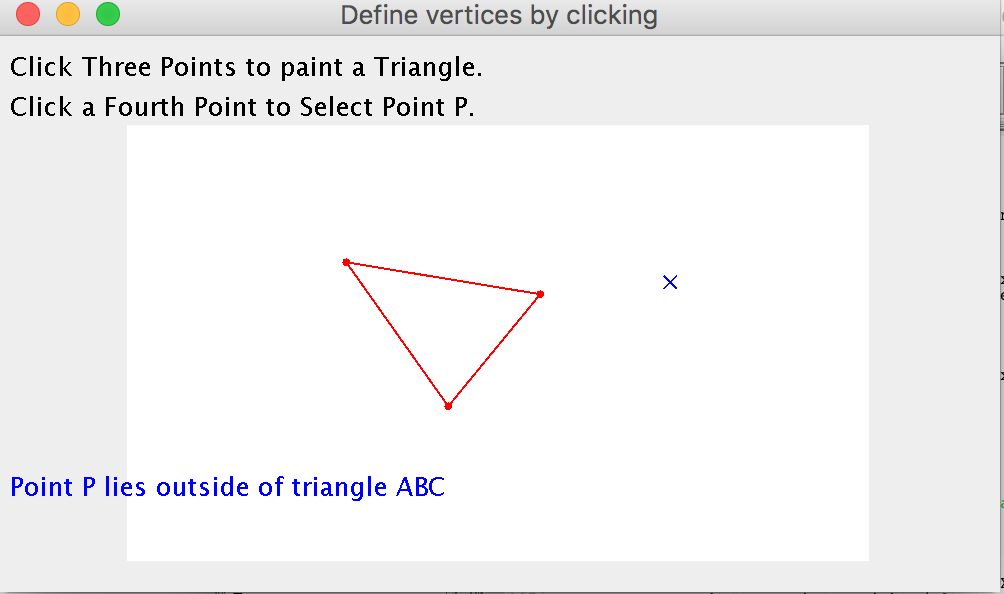 Define vertices by clicking
Click Three Points to paint a Triangle.
Click a Fourth Point to Select Point P.
Point P lies outside of triangle ABC